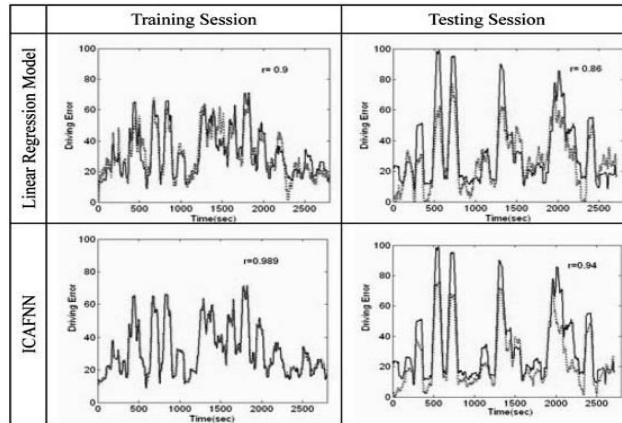 Training Session
Testing Session
Linear Regression Model
Driving Error
100
80
60
40
20
0
r= 0.9
0 500 1000 1500 2000 2500
Time(sec)
Driving Error
100
80
60
40
20
0
r= 0.86
0 500 1000 1500 2000 2500
Time(sec)
ICAFNN
100
80
60
40
20
0
r=0.989
0 500 1000 1500 2000 2500
Time(sec)
Driving Error
100
80
60
40
20
0
r=0.94
0 500 1000 1500 2000 2500
Time(sec)